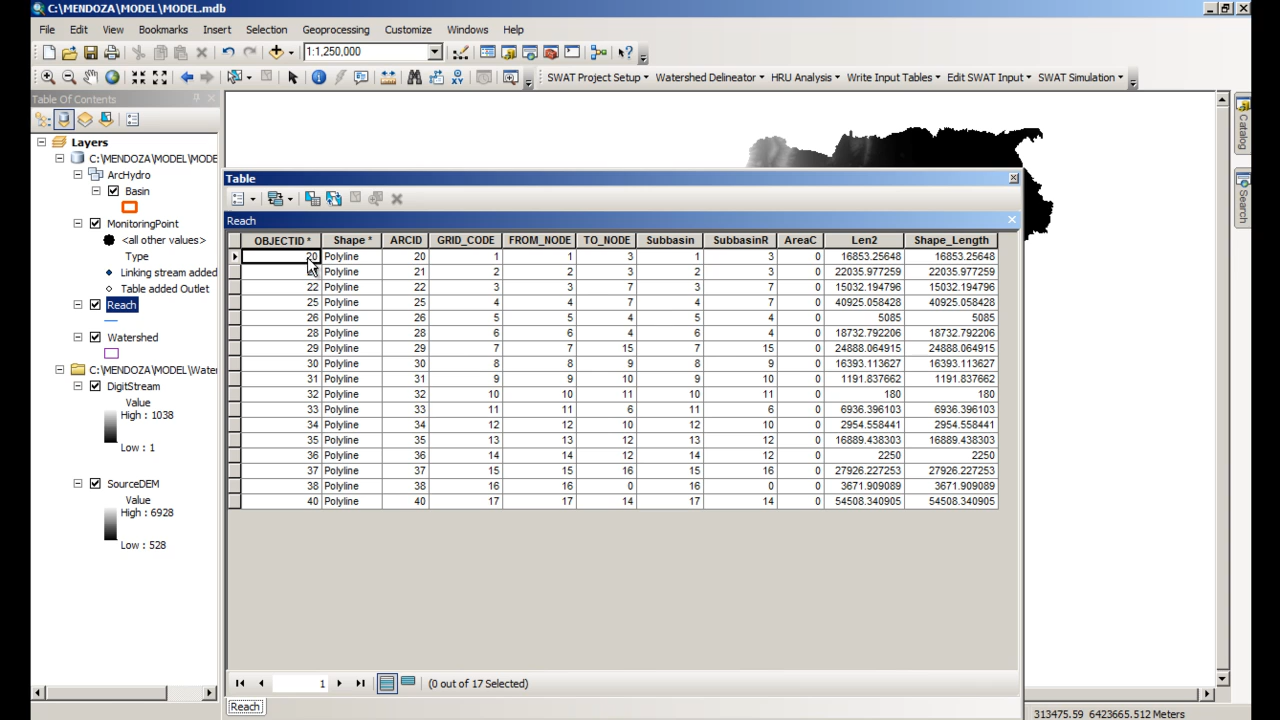 C:\MENDOZA\MODEL\MODEL.mdb
File Edit View Bookmarks Insert Selection Geoprocessing Customize Windows Help
1:1,250,000
SWAT Project Setup Watershed Delineator HRU Analysis Write Input Tables Edit SWAT Input SWAT Simulation
Table Of Contents
Layers
C:\MENDOZA\MODEL\MODE
ArcHydro
Basin
MonitoringPoint
<all other values>
Type
Linking stream added
Table added Outlet
Reach
Watershed
C:\MENDOZA\MODEL\Water
DigitStream
Value
High : 1038
Low : 1
SourceDEM
Value
High : 6928
Low : 528
Table
Reach
OBJECTID * Shape * ARCID GRID_CODE FROM_NODE TO_NODE Subbasin SubbasinR AreaC Len2 Shape_Length
20 Polyline 20 1 1 3 1 3 0 16853.25648 16853.25648
Polyline 21 2 2 3 2 3 0 22035.977259 22035.977259
22 Polyline 22 3 3 7 3 7 0 15032.194796 15032.194796
25 Polyline 25 4 4 7 4 7 0 40925.058428 40925.058428
26 Polyline 26 5 5 4 5 4 0 5085 5085
28 Polyline 28 6 6 4 6 4 0 18732.792206 18732.792206
29 Polyline 29 7 7 15 7 15 0 24888.064915 24888.064915
30 Polyline 30 8 8 9 8 9 0 16393.113627 16393.113627
31 Polyline 31 9 9 10 9 10 0 1191.837662 1191.837662
32 Polyline 32 10 10 11 10 11 0 180 180
33 Polyline 33 11 11 6 11 6 0 6936.396103 6936.396103
34 Polyline 34 12 12 10 12 10 0 2954.558441 2954.558441
35 Polyline 35 13 13 12 13 12 0 16889.438303 16889.438303
36 Polyline 36 14 14 12 14 12 0 2250 2250
37 Polyline 37 15 15 16 15 16 0 27926.227253 27926.227253
38 Polyline 38 16 16 0 16 0 0 3671.909089 3671.909089
40 Polyline 40 17 17 14 17 14 0 54508.340905 54508.340905
1 (0 out of 17 Selected)
Reach
Catalog
Search
313475.59 6423665.512 Meters